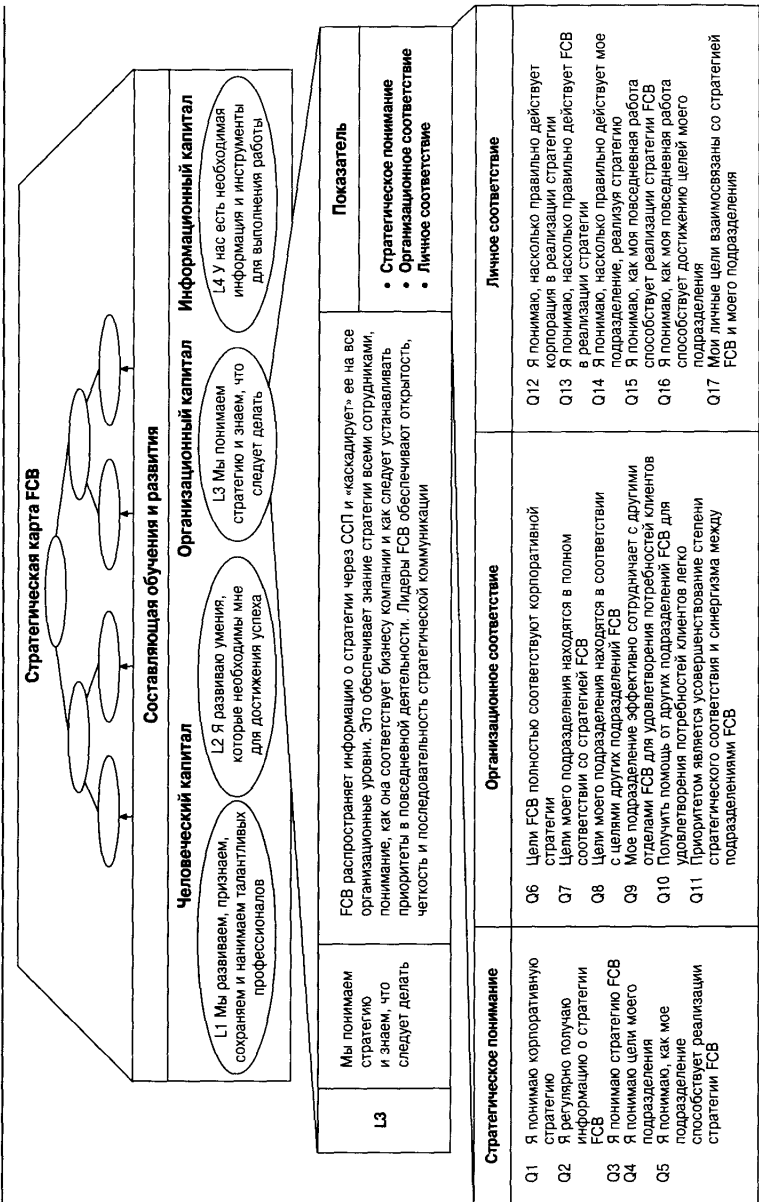 Стратегическая карта FCB
Составляющая обучения и развития
Человеческий капитал
Организационный капитал
Информационный капитал
L1 Мы развиваем, признаем,
сохраняем и нанимаем талантливых
профессионалов
L2 Я развиваю умения,
которые необходимы мне
для достижения успеха
L3 Мы понимаем
стратегию и знаем, что
следует делать
L4 У нас есть необходимая
информация и инструменты
для выполнения работы
L3
Мы понимаем
стратегию
и знаем, что
следует делать
FCB распространяет информацию о стратегии через ССП и «каскадирует» ее на все
организационные уровни. Это обеспечивает знание стратегии всеми сотрудниками,
понимание, как она соответствует бизнесу компании и как следует устанавливать
приоритеты в повседневной деятельности. Лидеры FCB обеспечивают открытость,
четкость и последовательность стратегической коммуникации
Показатель
• Стратегическое понимание
• Организационное соответствие
• Личное соответствие
Стратегическое понимание
Q1 Я понимаю корпоративную
стратегию
Q2 Я регулярно получаю
информацию о стратегии
FCB
Q3 Я понимаю стратегию FCB
Q4 Я понимаю цели моего
подразделения
Q5 Я понимаю, как мое
подразделение
способствует реализации
стратегии FCB
Организационное соответствие
Q6 Цели FCB полностью соответствуют корпоративной
стратегии
Q7 Цели моего подразделения находятся в полном
соответствии со стратегией FCB
Q8 Цели моего подразделения находятся в соответствии
с целями других подразделений FCB
Q9 Мое подразделение эффективно сотрудничает с другими
отделами FCB для удовлетворения потребностей клиентов
Q10 Получить помощь от других подразделений FCB для
удовлетворения потребностей клиентов легко
Q11 Приоритетом является усовершенствование степени
стратегического соответствия и синергизма между
подразделениями FCB
Личное соответствие
Q12 Я понимаю, насколько правильно действует
корпорация в реализации стратегии
Q13 Я понимаю, насколько правильно действует FCB
в реализации стратегии
Q14 Я понимаю, насколько правильно действует мое
подразделение, реализуя стратегию
Q15 Я понимаю, как моя повседневная работа
способствует реализации стратегии FCB
Q16 Я понимаю, как моя повседневная работа
способствует достижению целей моего
подразделения
Q17 Мои личные цели взаимосвязаны со стратегией
FCB и моего подразделения